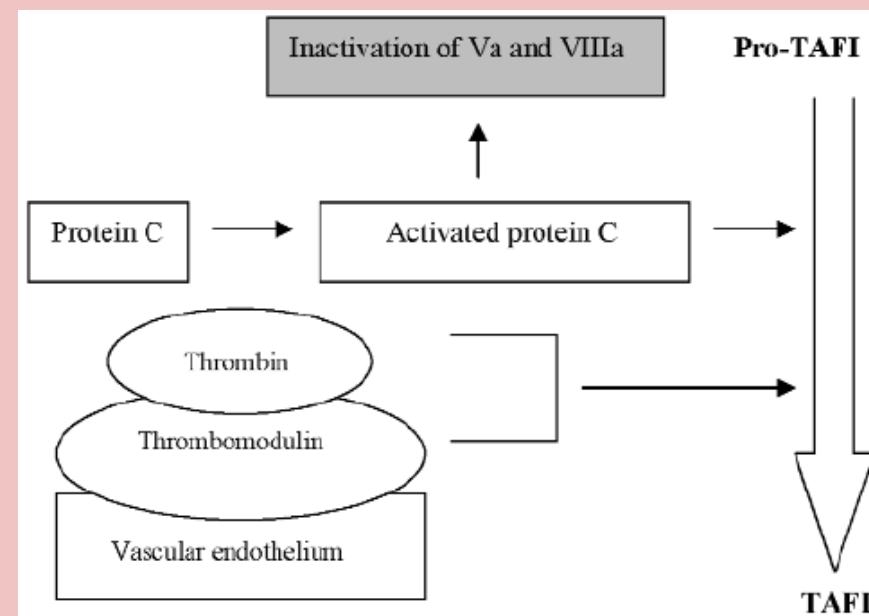 Inactivation of Va and VIIIa
Pro-TAFI
Protein C
Activated protein C
Thrombin
Thrombomodulin
Vascular endothelium
TAFI